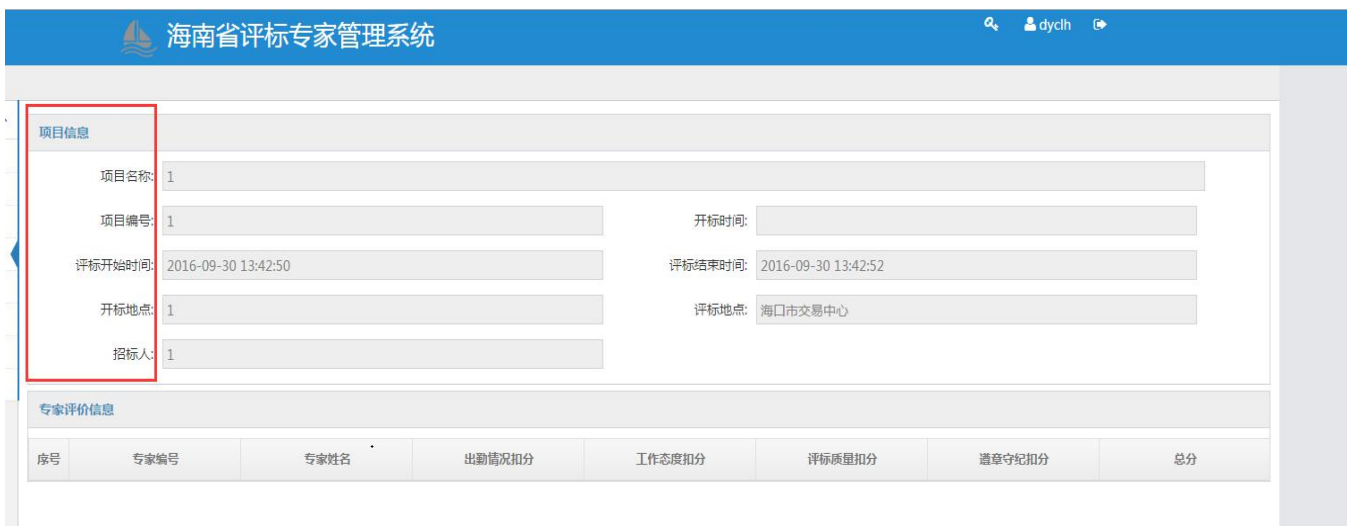 海南省评标专家管理系统 dyclh
项目信息
项目名称: 1
项目编号: 1 开标时间:
评标开始时间: 2016-09-30 13:42:50 评标结束时间: 2016-09-30 13:42:52
开标地点: 1 评标地点: 海口市交易中心
招标人: 1
专家评价信息
序号 专家编号 专家姓名 出勤情况扣分 工作态度扣分 评标质量扣分 遵章守纪扣分 总分